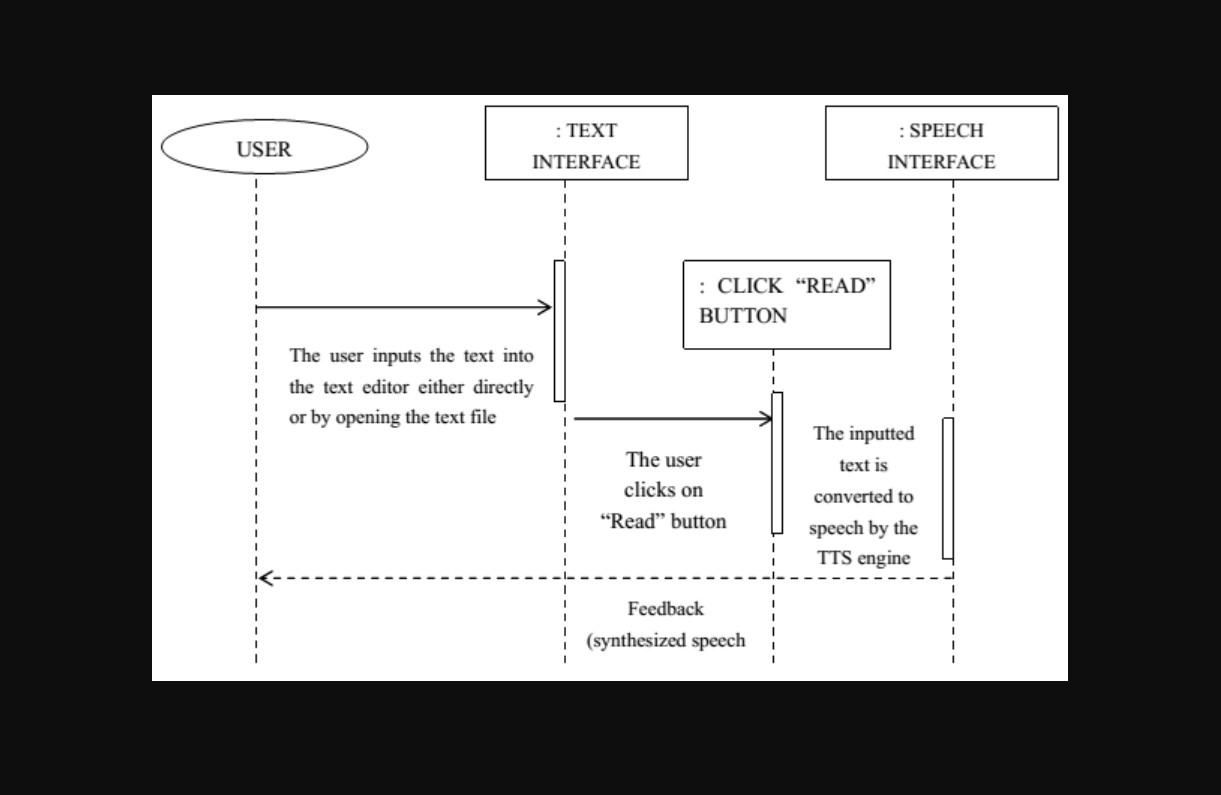 USER
: TEXT
INTERFACE
: SPEECH
INTERFACE
: CLICK “READ”
BUTTON
The user inputs the text into
the text editor either directly
or by opening the text file
The user
clicks on
“Read” button
The inputted
text is
converted to
speech by the
TTS engine
Feedback
(synthesized speech